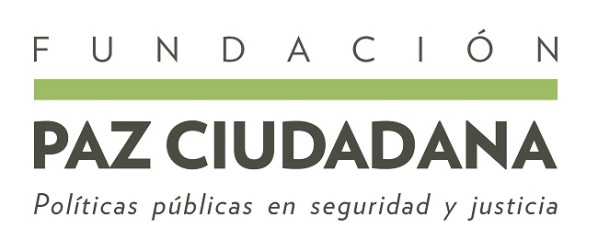 FUNDACIÓN
PAZ CIUDADANA
Políticas públicas en seguridad y justicia